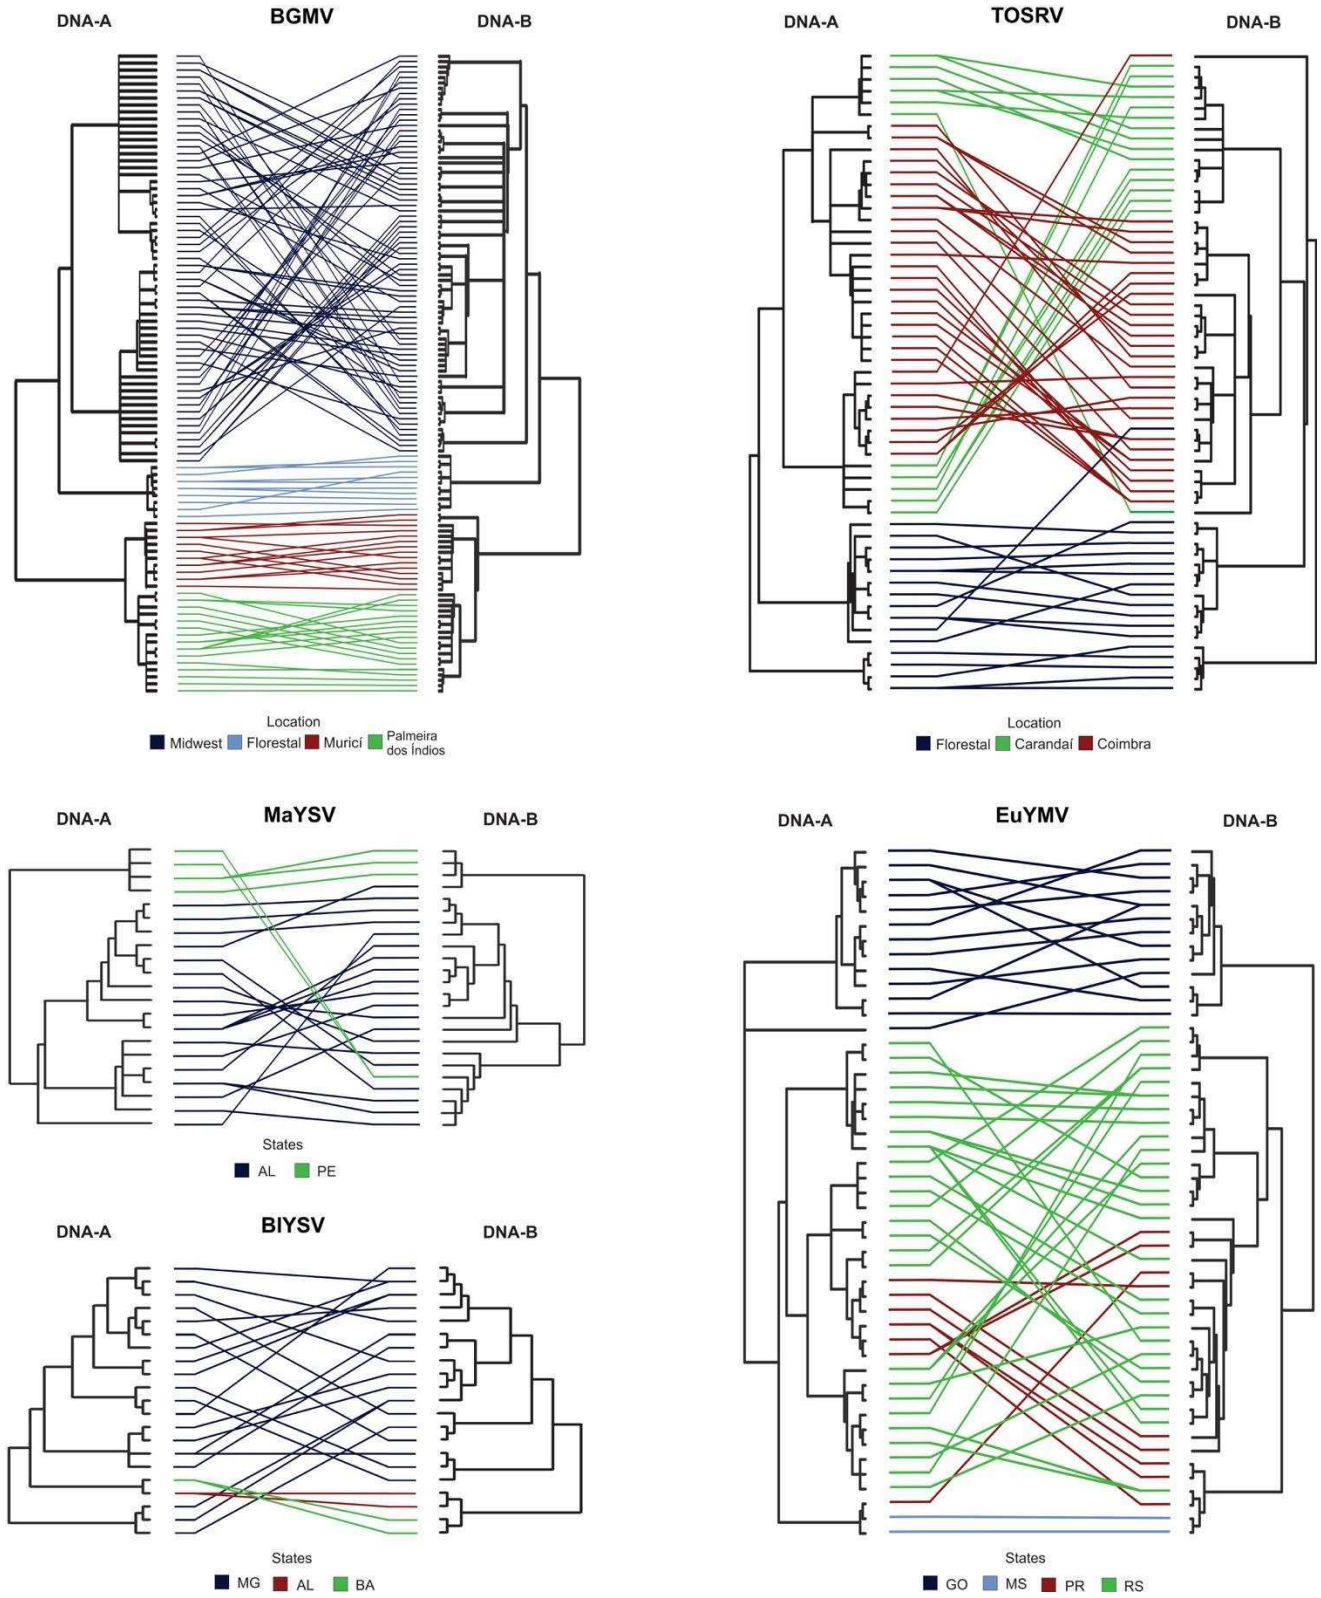 BGMV
DNA-A
DNA-B
Location
Midwest Florestal Muricí Palmeira
dos Índios
TOSRV
DNA-A
DNA-B
Location
Florestal Carandaí Coimbra
MaYSV
DNA-A
DNA-B
States
AL PE
EuYMV
DNA-A
DNA-B
States
GO MS PR RS
BlYSV
DNA-A
DNA-B
States
MG AL BA